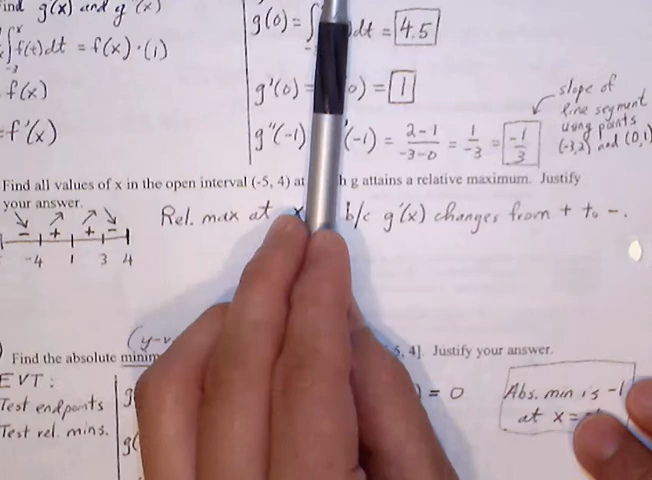 Find g(x) and g'(x)
∫ f(t)dt = f(x)·(1)
-3
f(x)
= f'(x)
g(0) = ∫ dt = 4.5
g'(0) = 0) = 1
g"(-1) '(-1) = 2-1 / -3-0 = 1 / -3 = -1/3
slope of
line segment
using points
(-3,2) and (0,1)
Find all values of x in the open interval (-5, 4) at h g attains a relative maximum. Justify
your answer.
Rel. max at x b/c g'(x) changes from + to -.
- + + -
-4 1 3 4
(y-v
Find the absolute minim 5, 4]. Justify your answer.
EVT:
Test endpoints
Test rel. mins.
g
g(
) = 0
Abs. min is -1
at x =